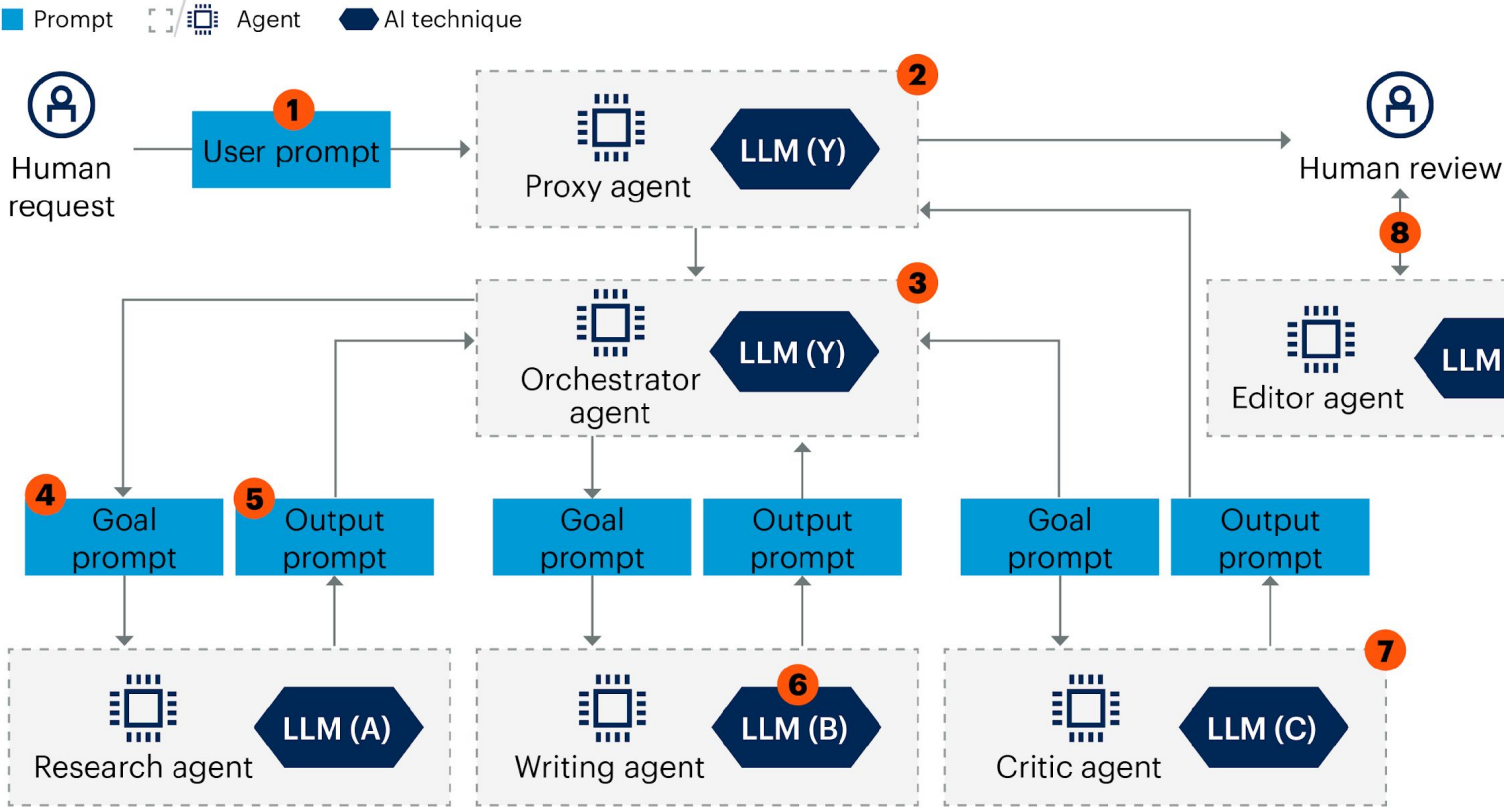 Prompt
Agent
AI technique
1
2
Human
request
User prompt
Proxy agent
LLM (Y)
Human review
8
3
Orchestrator
agent
LLM (Y)
Editor agent
LLM
4
Goal
prompt
5
Output
prompt
Goal
prompt
Output
prompt
Goal
prompt
Output
prompt
7
Research agent
LLM (A)
Writing agent
6
LLM (B)
Critic agent
LLM (C)